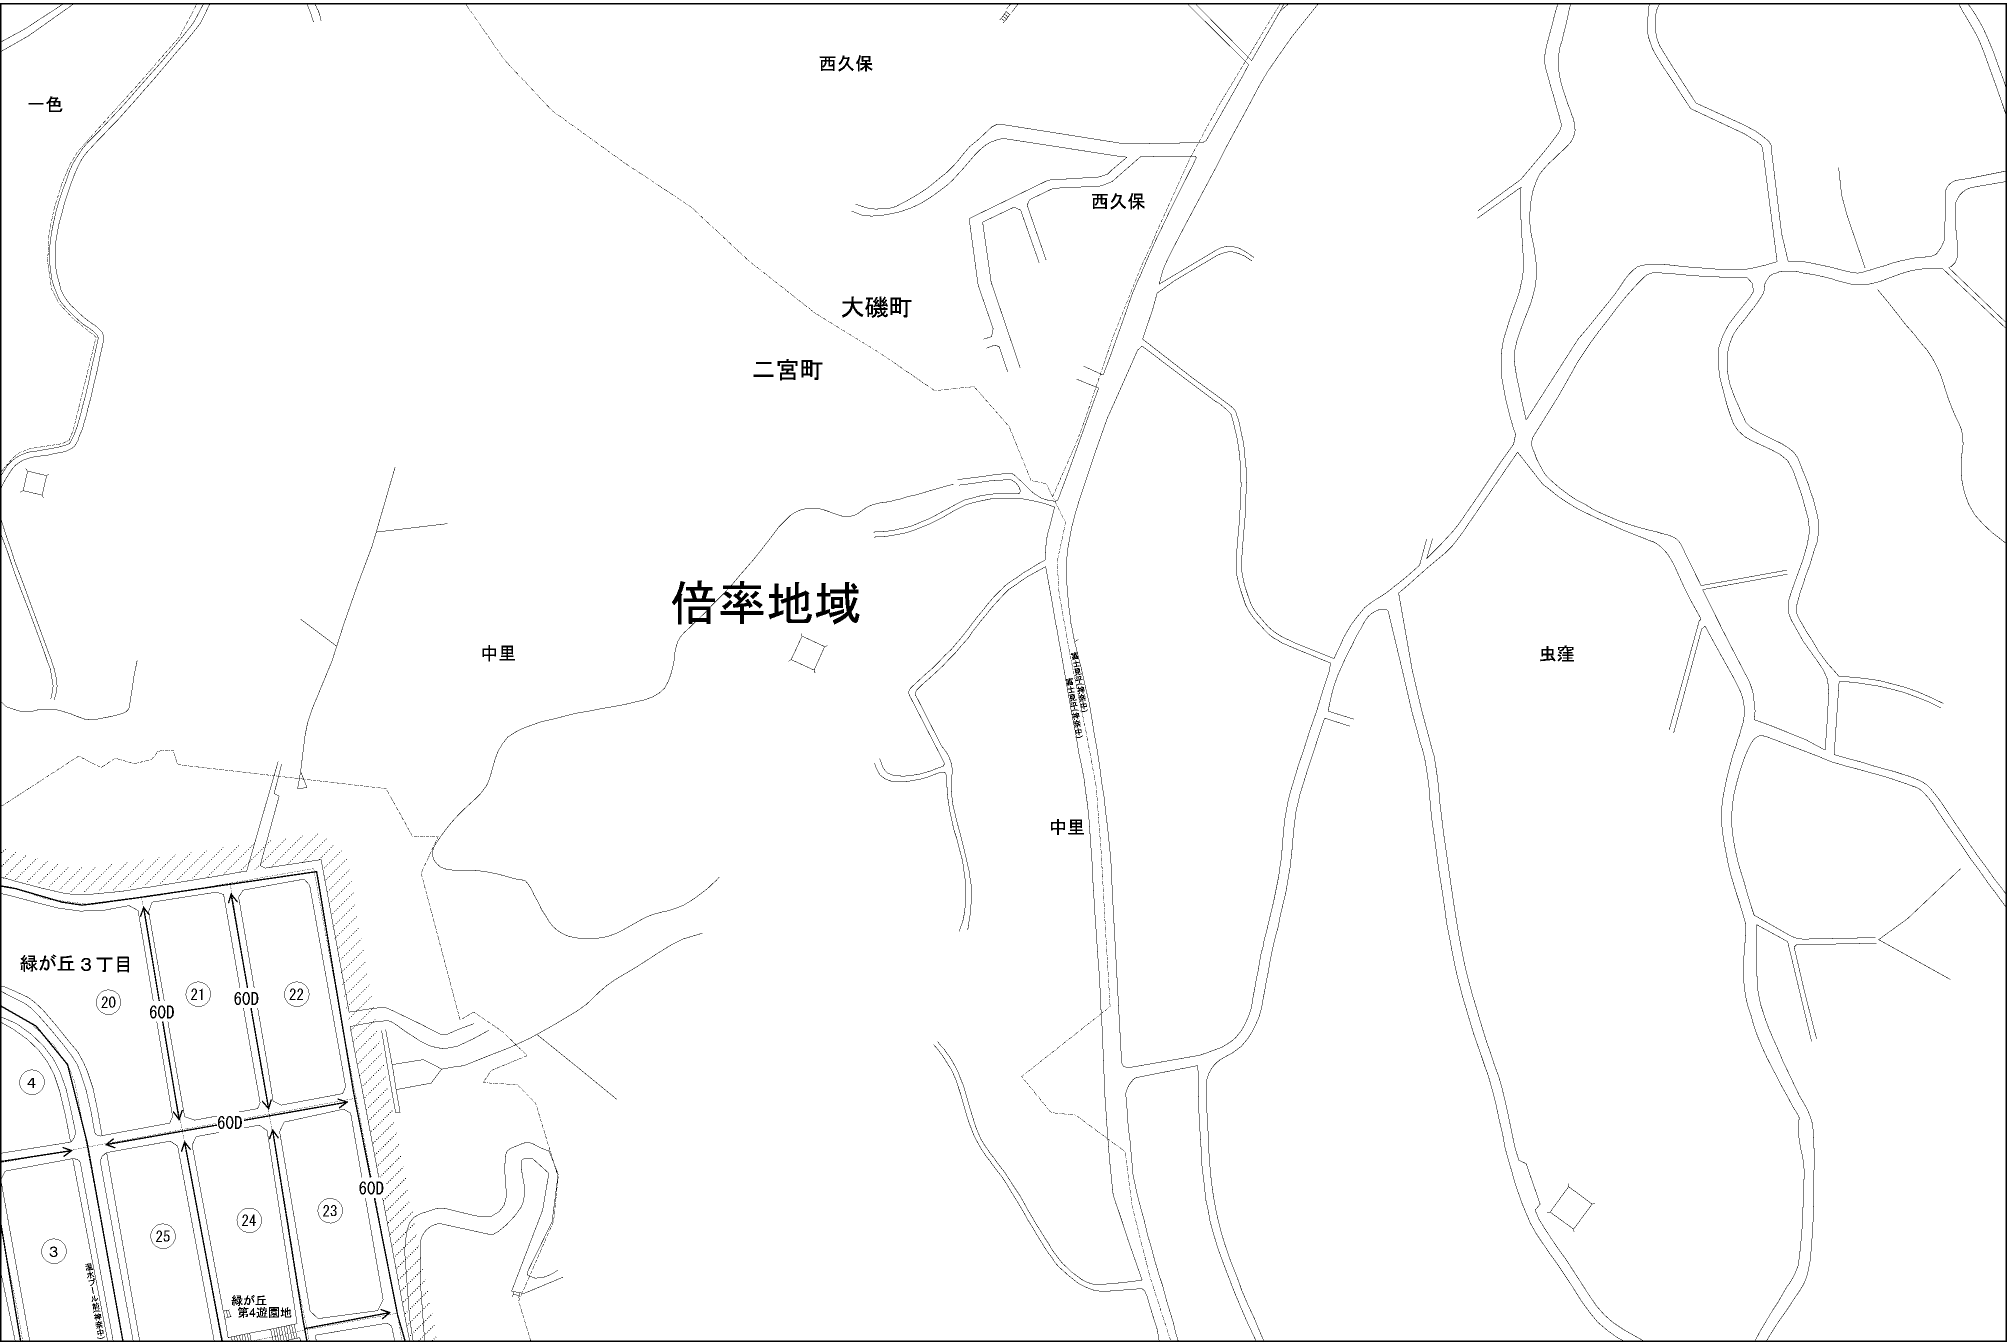 西久保
一色
西久保
大磯町
二宮町
倍率地域
中里
虫窪
中里
緑が丘３丁目
20
21
22
60D
60D
4
60D
60D
23
24
25
3
緑が丘
第4遊園地